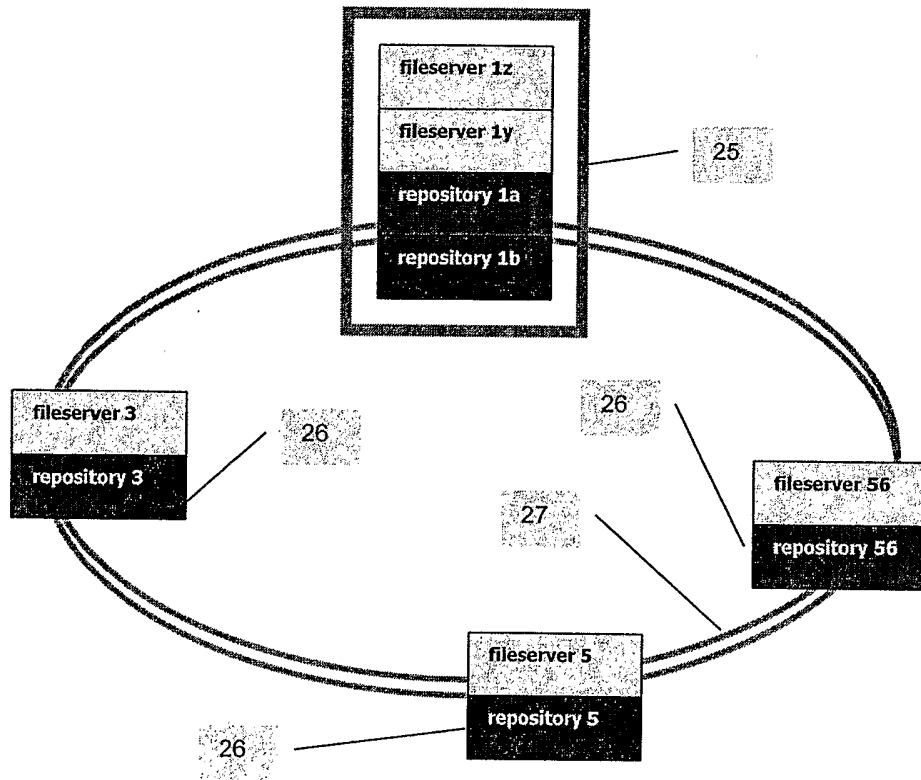 fileserver 1z
fileserver 1y
25
repository 1a
repository 1b
fileserver 3
26
26
repository 3
fileserver 56
27
repository 56
fileserver 5
repository 5
26